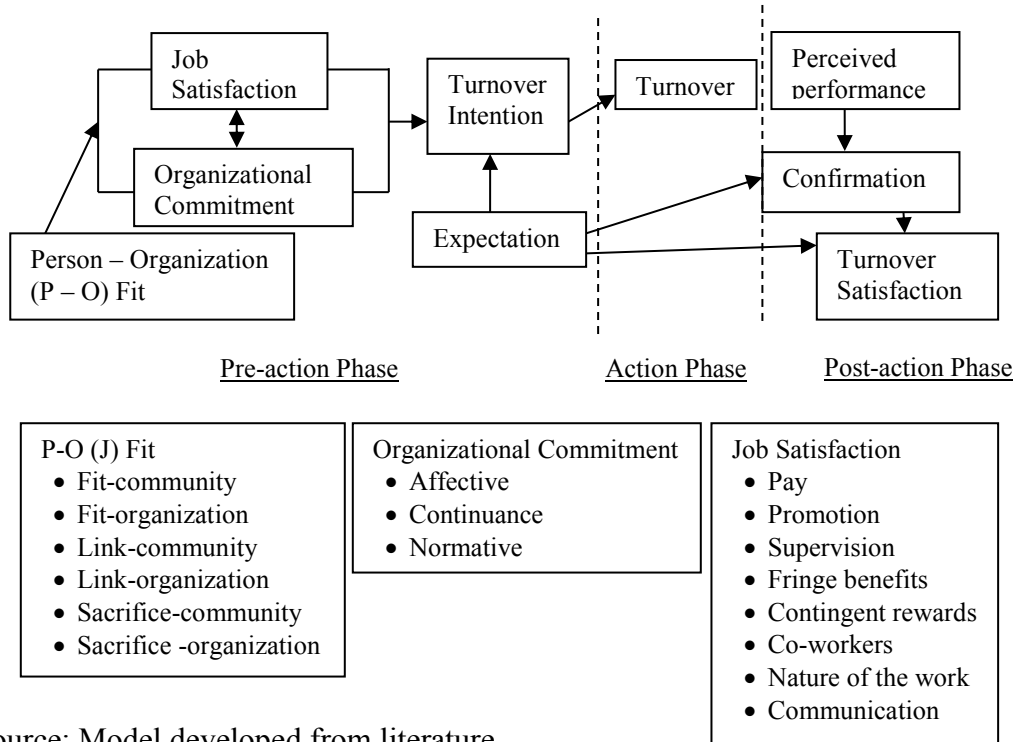 Job
Satisfaction
Organizational
Commitment
Person – Organization
(P – O) Fit
Turnover
Intention
Expectation
Turnover
Perceived
performance
Confirmation
Turnover
Satisfaction
Pre-action Phase
Action Phase
Post-action Phase
P-O (J) Fit
• Fit-community
• Fit-organization
• Link-community
• Link-organization
• Sacrifice-community
• Sacrifice -organization
Organizational Commitment
• Affective
• Continuance
• Normative
Job Satisfaction
• Pay
• Promotion
• Supervision
• Fringe benefits
• Contingent rewards
• Co-workers
• Nature of the work
• Communication
ource: Model developed from literature